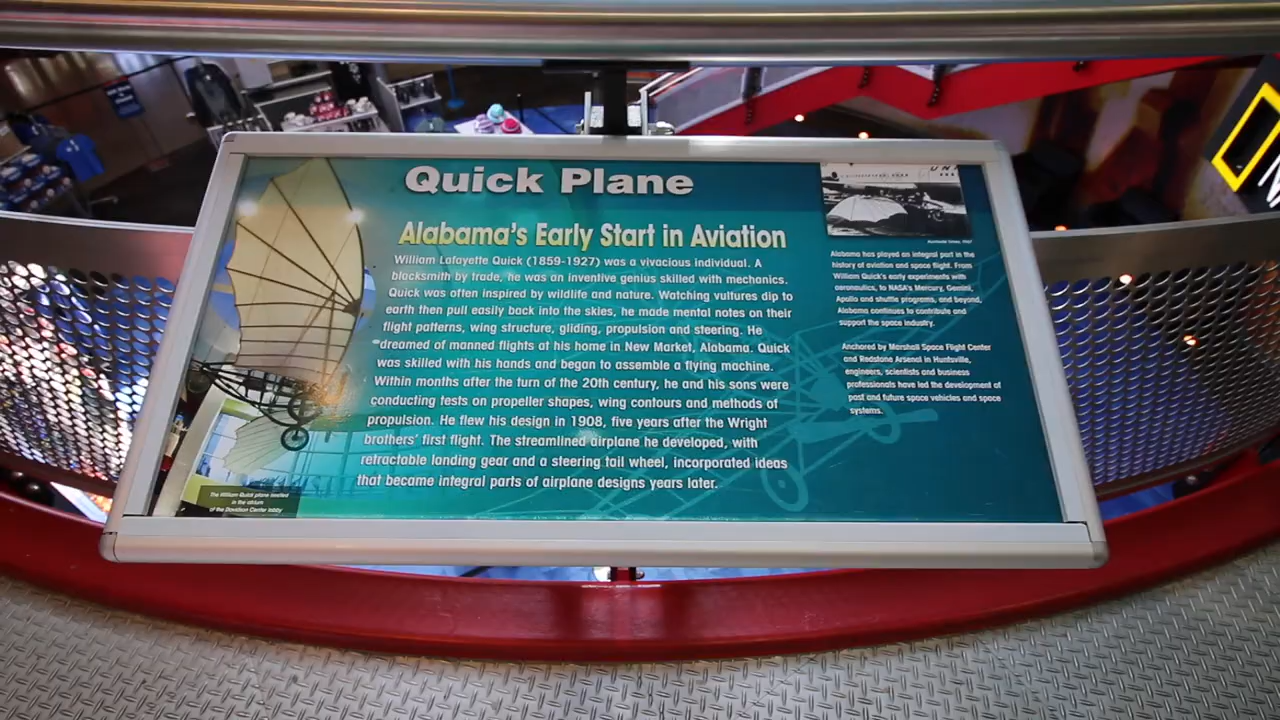 Quick Plane
Alabama's Early Start in Aviation
William Lafayette Quick (1859-1927) was a vivacious individual. A
blacksmith by trade, he was an inventive genius skilled with mechanics.
Quick was often inspired by wildlife and nature. Watching vultures dip to
earth then pull easily back into the skies, he made mental notes on their
flight patterns, wing structure, gliding, propulsion and steering. He
dreamed of manned flights at his home in New Market, Alabama. Quick
was skilled with his hands and began to assemble a flying machine.
Within months after the turn of the 20th century, he and his sons were
conducting tests on propeller shapes, wing contours and methods of
propulsion. He flew his design in 1908, five years after the Wright
brothers' first flight. The streamlined airplane he developed, with
retractable landing gear and a steering tail wheel, incorporated ideas
that became integral parts of airplane designs years later.
The William Quick plane
in the atrium
of the Davidson Center lobby
Huntsville Times, 1967
Alabama has played an integral part in the
history of aviation and space flight. From
William Quick's early experiments with
aeronautics, to NASA's Mercury, Gemini,
Apollo and shuttle programs, and beyond,
Alabama continues to contribute and
support the space industry.
Anchored by Marshall Space Flight Center
and Redstone Arsenal in Huntsville,
engineers, scientists and business
professionals have led the development of
past and future space vehicles and space
systems.